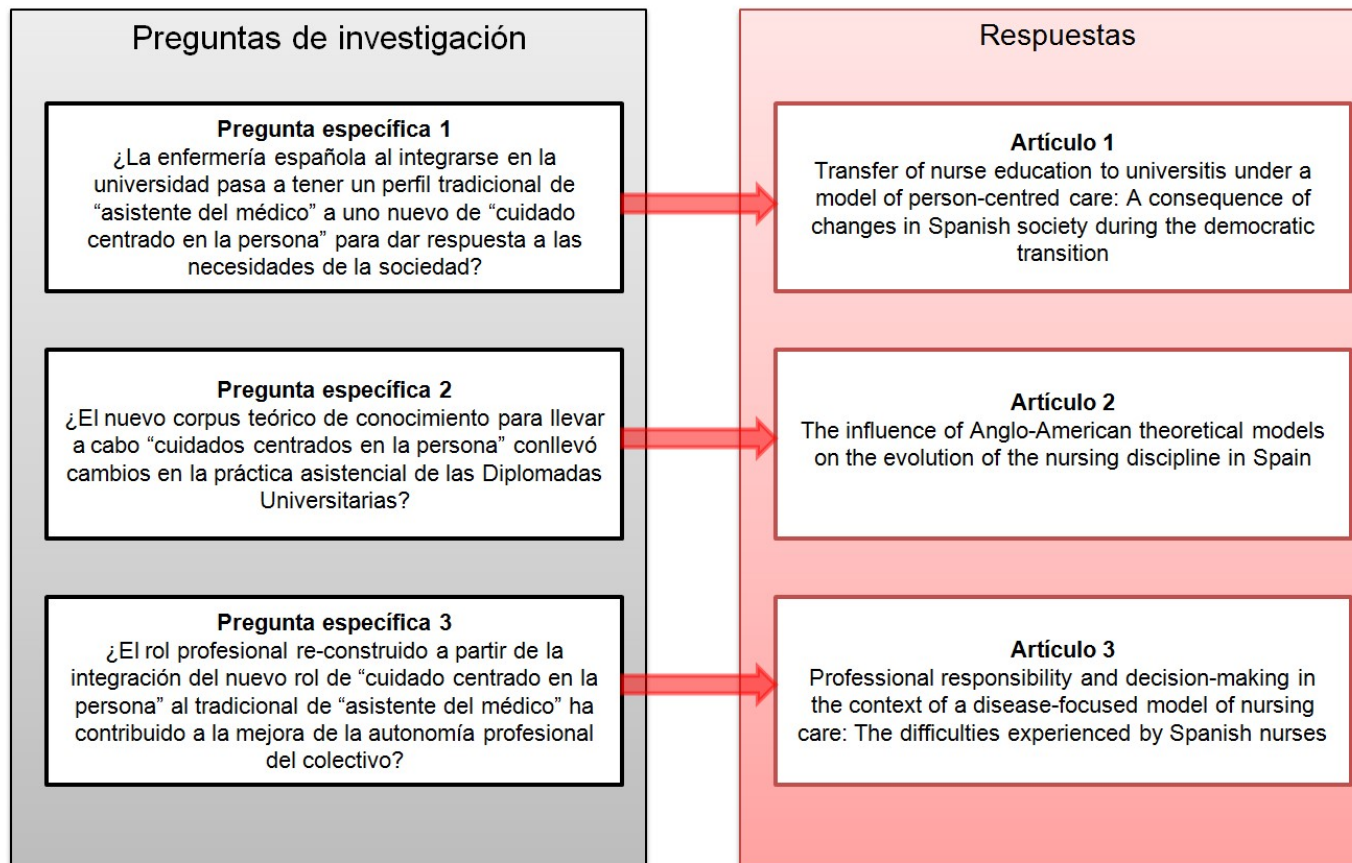 Preguntas de investigación
Pregunta específica 1
¿La enfermería española al integrarse en la
universidad pasa a tener un perfil tradicional de
“asistente del médico” a uno nuevo de “cuidado
centrado en la persona” para dar respuesta a las
necesidades de la sociedad?
Pregunta específica 2
¿El nuevo corpus teórico de conocimiento para llevar
a cabo “cuidados centrados en la persona” conllevó
cambios en la práctica asistencial de las Diplomadas
Universitarias?
Pregunta específica 3
¿El rol profesional re-construido a partir de la
integración del nuevo rol de “cuidado centrado en la
persona” al tradicional de “asistente del médico” ha
contribuido a la mejora de la autonomía profesional
del colectivo?
Respuestas
Artículo 1
Transfer of nurse education to universitis under a
model of person-centred care: A consequence of
changes in Spanish society during the democratic
transition
Artículo 2
The influence of Anglo-American theoretical models
on the evolution of the nursing discipline in Spain
Artículo 3
Professional responsibility and decision-making in
the context of a disease-focused model of nursing
care: The difficulties experienced by Spanish nurses